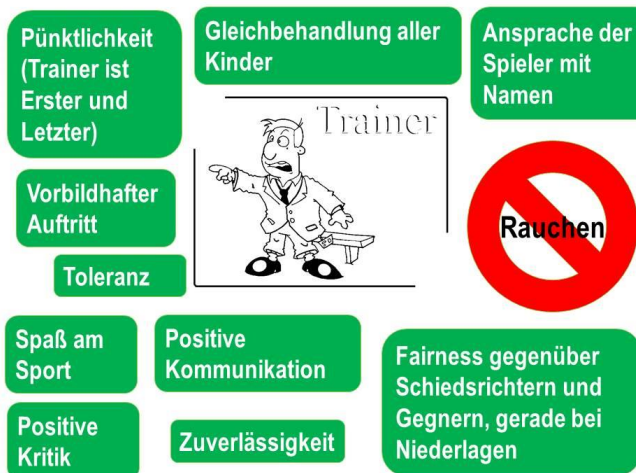 Pünktlichkeit
(Trainer ist
Erster und
Letzter)
Gleichbehandlung aller
Kinder
Ansprache der
Spieler mit
Namen
Trainer
Vorbildhafter
Auftritt
Rauchen
Toleranz
Spaß am
Sport
Positive
Kommunikation
Fairness gegenüber
Schiedsrichtern und
Gegnern, gerade bei
Niederlagen
Positive
Kritik
Zuverlässigkeit